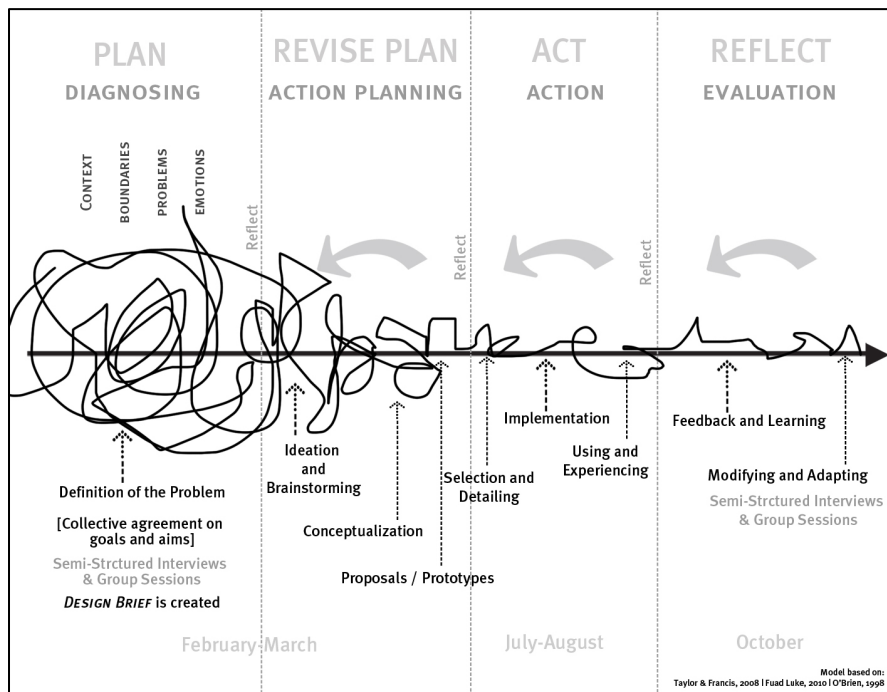 PLAN
DIAGNOSING
REVISE PLAN
ACTION PLANNING
ACT
ACTION
REFLECT
EVALUATION
CONTEXT
BOUNDARIES
PROBLEMS
EMOTIONS
Reflect
Reflect
Reflect
Definition of the Problem
[Collective agreement on
goals and aims]
Semi-Strctured Interviews
& Group Sessions
DESIGN BRIEF is created
Ideation
and
Brainstorming
Conceptualization
Proposals / Prototypes
Selection and
Detailing
Implementation
Using and
Experiencing
Feedback and Learning
Modifying and Adapting
Semi-Strctured Interviews
& Group Sessions
February-March
July-August
October
Model based on:
Taylor & Francis, 2008 | Fuad Luke, 2010 | O'Brien, 1998